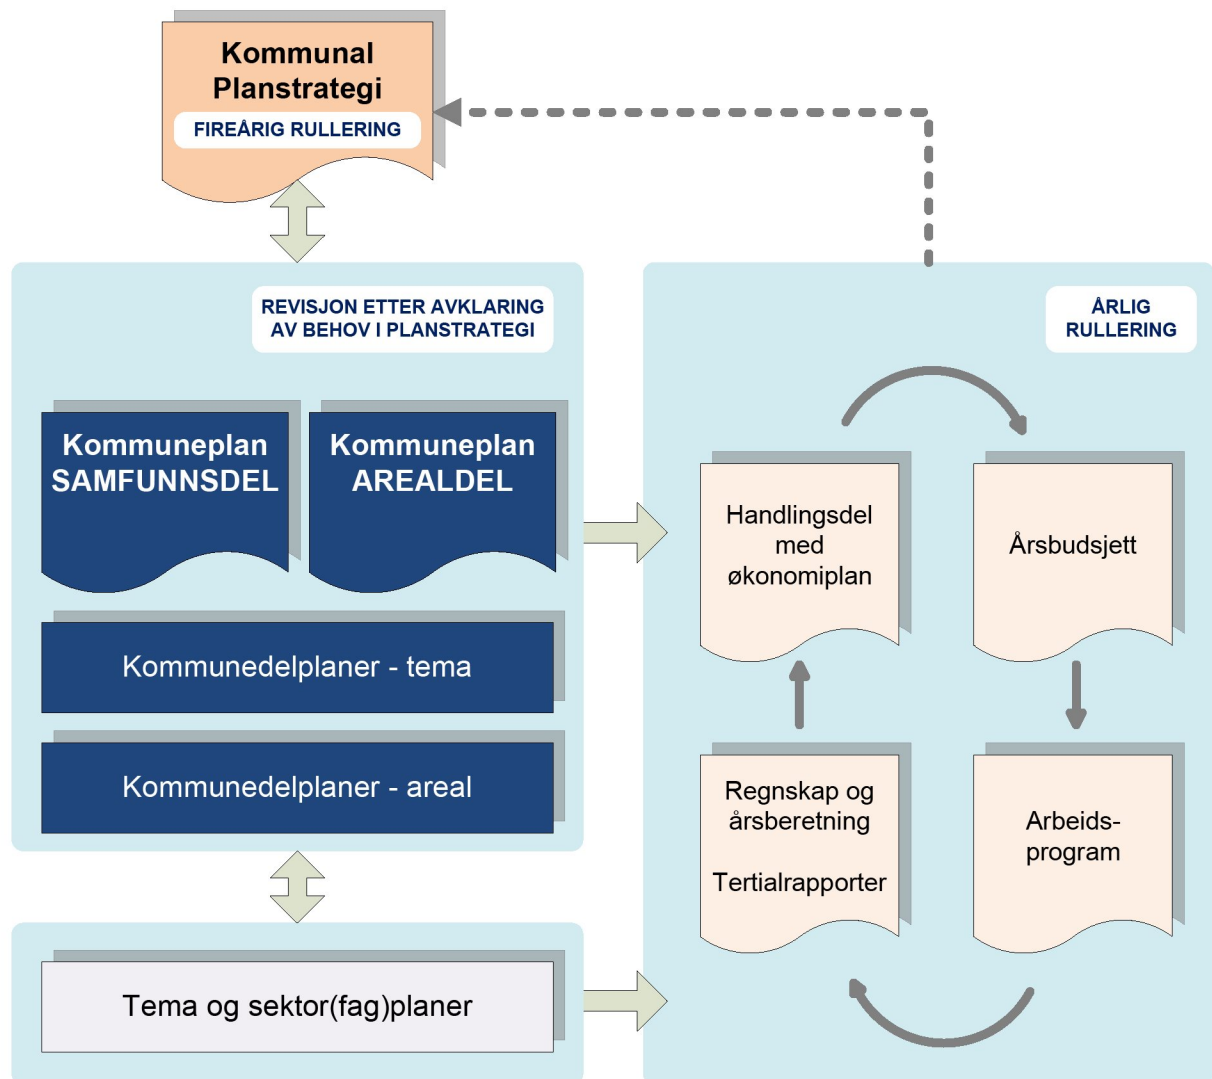 Kommunal
Planstrategi
FIREÅRIG RULLERING
REVISJON ETTER AVKLARING
AV BEHOV I PLANSTRATEGI
Kommuneplan
SAMFUNNSDEL
Kommuneplan
AREALDEL
Kommunedelplaner - tema
Kommunedelplaner - areal
Tema og sektor(fag)planer
ÅRLIG
RULLERING
Handlingsdel
med
økonomiplan
Årsbudsjett
Regnskap og
årsberetning
Tertialrapporter
Arbeids-
program